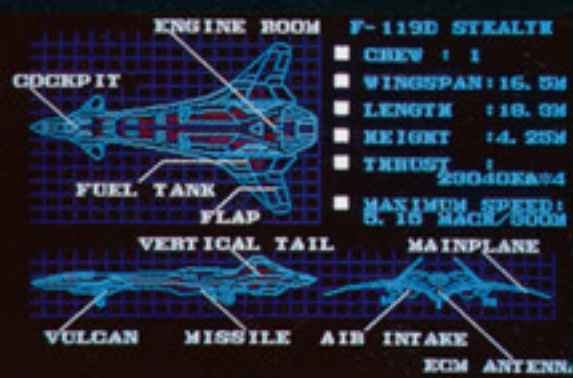 ENGINE ROOM
COCKPIT
FUEL TANK
FLAP
F-119D STEALTH
CREW : 1
WINGSPAN:16.5M
LENGTH :18.0M
HEIGHT :4.25M
THRUST :
MAXIMUM SPEED:
VERTICAL TAIL
MAINPLANE
VULCAN
MISSILE
AIR INTAKE
ECM ANTENN